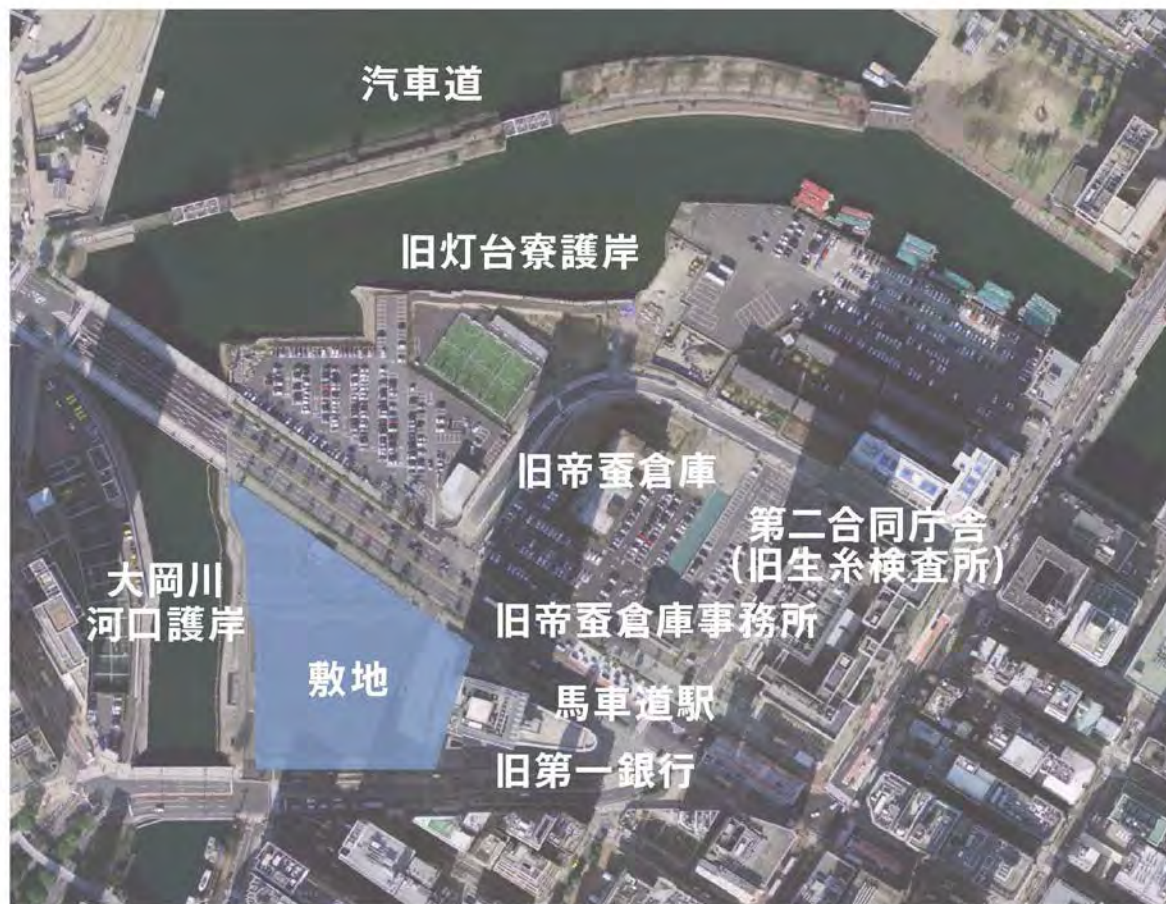 汽車道
旧灯台寮護岸
旧帝蚕倉庫
第二合同庁舎
(旧生糸検査所)
大岡川
河口護岸
旧帝蚕倉庫事務所
敷地
馬車道駅
旧第一銀行